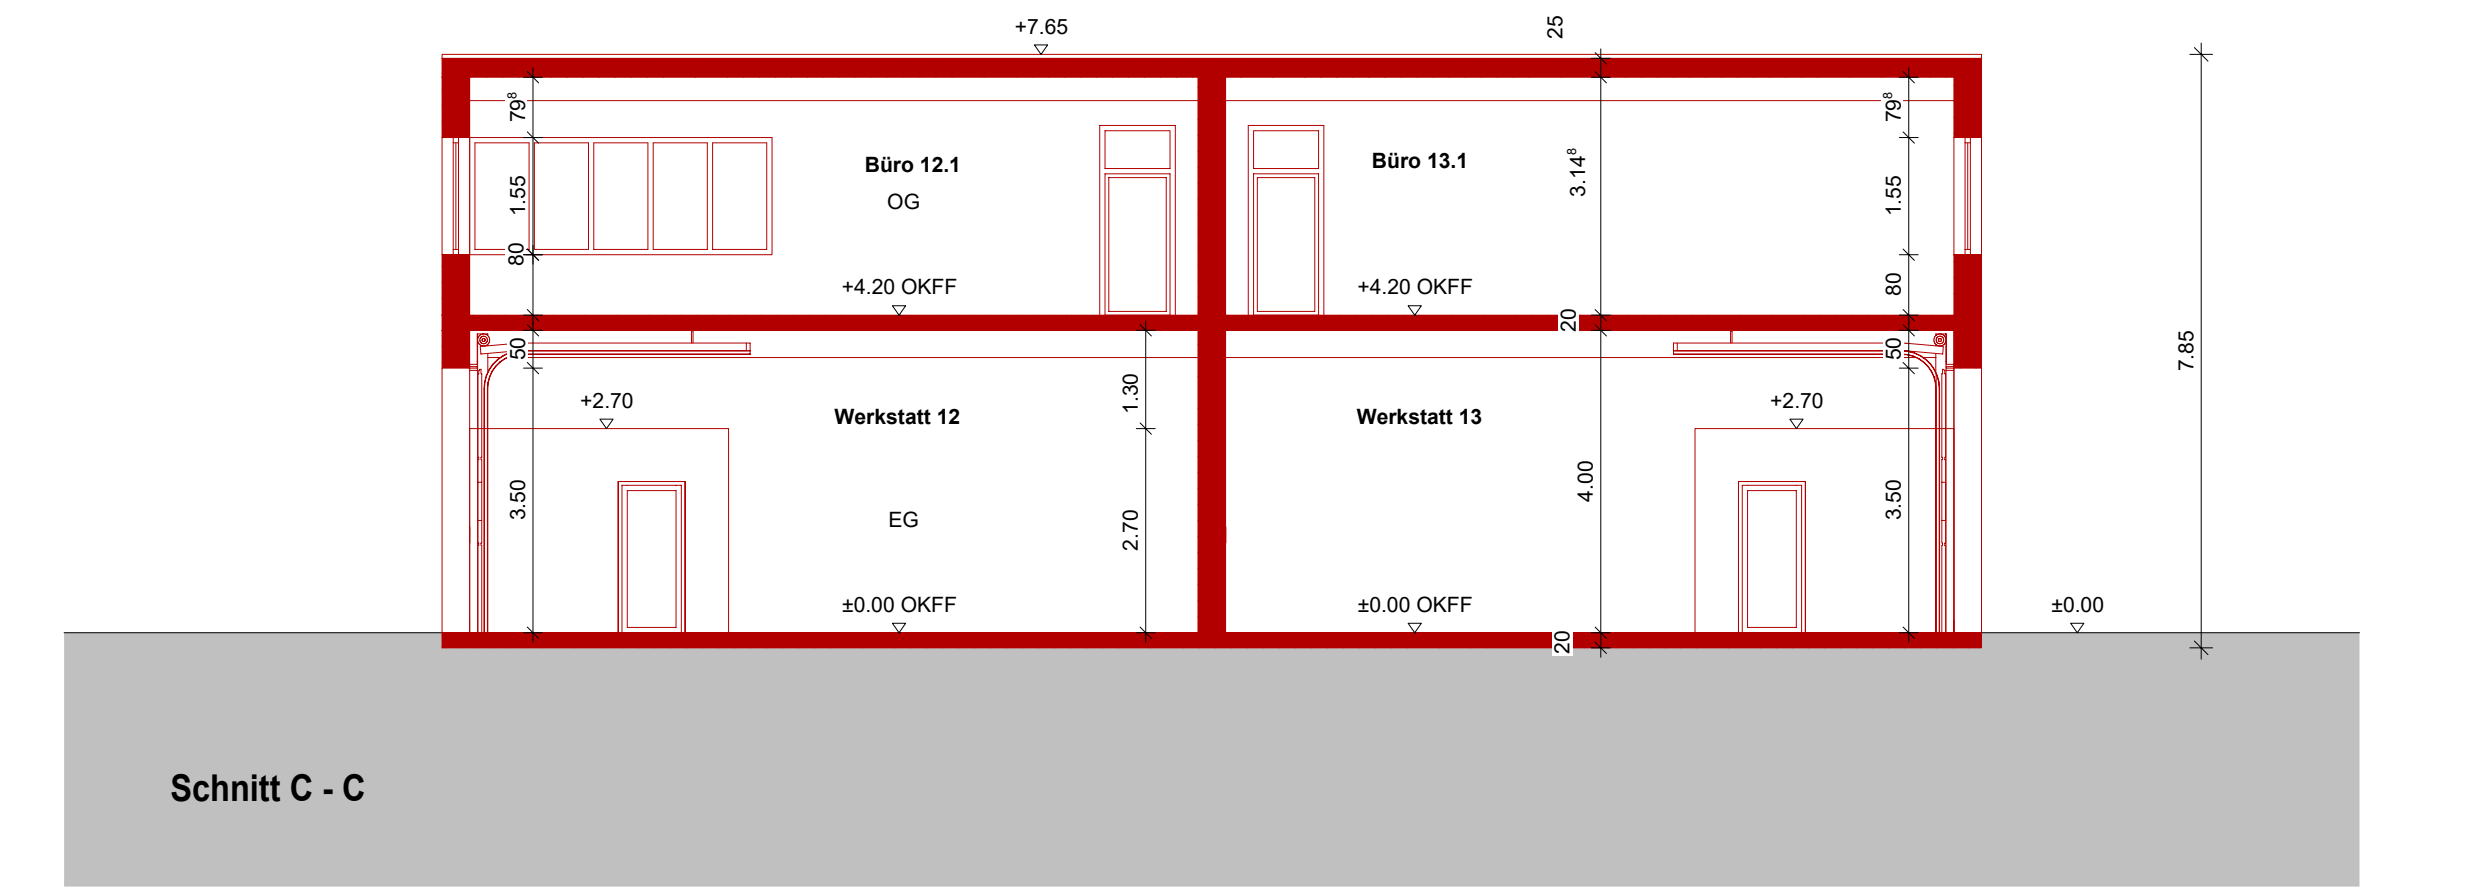 +7.65
25
79⁸
79⁸
Büro 12.1
Büro 13.1
3.14⁸
1.55
OG
1.55
80
+4.20 OKFF
+4.20 OKFF
80
20
50
50
7.85
+2.70
1.30
Werkstatt 12
Werkstatt 13
+2.70
4.00
3.50
EG
2.70
3.50
±0.00 OKFF
±0.00 OKFF
±0.00
20
Schnitt C - C